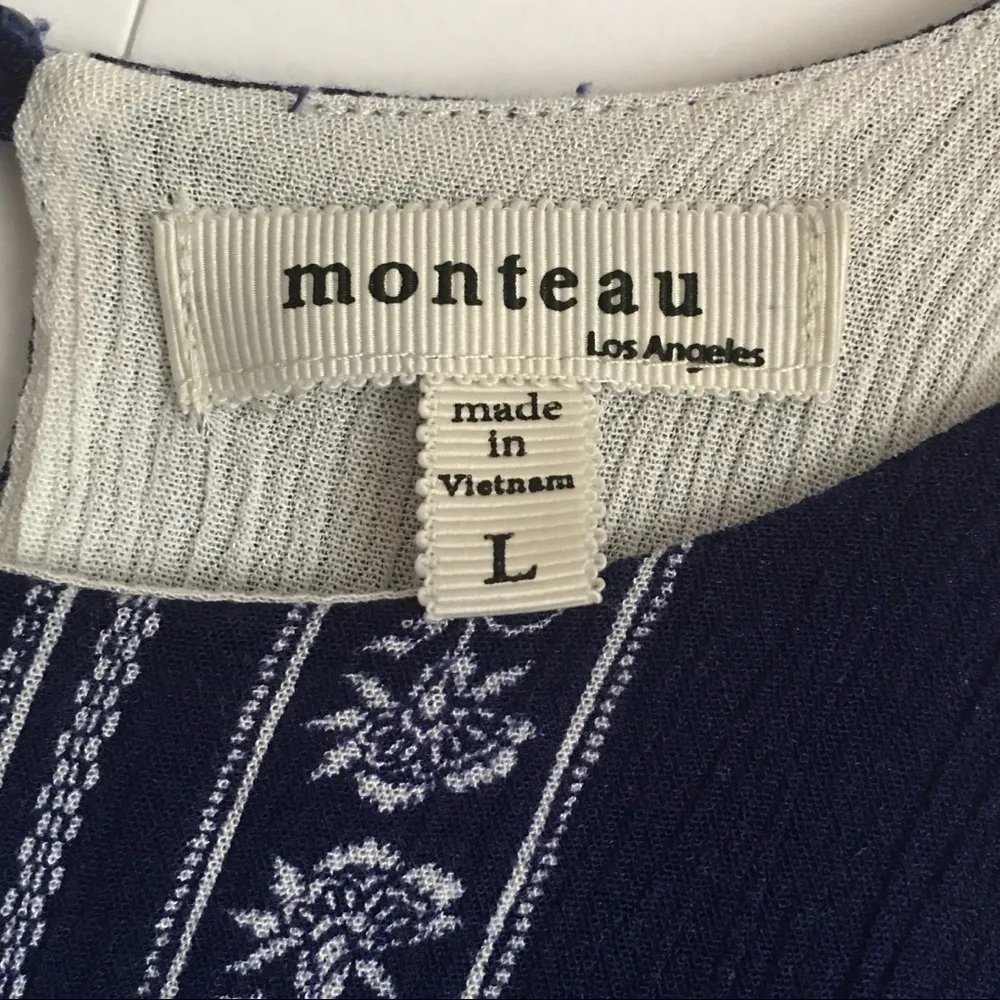 monteau
Los Angeles
made
in
Vietnam
L